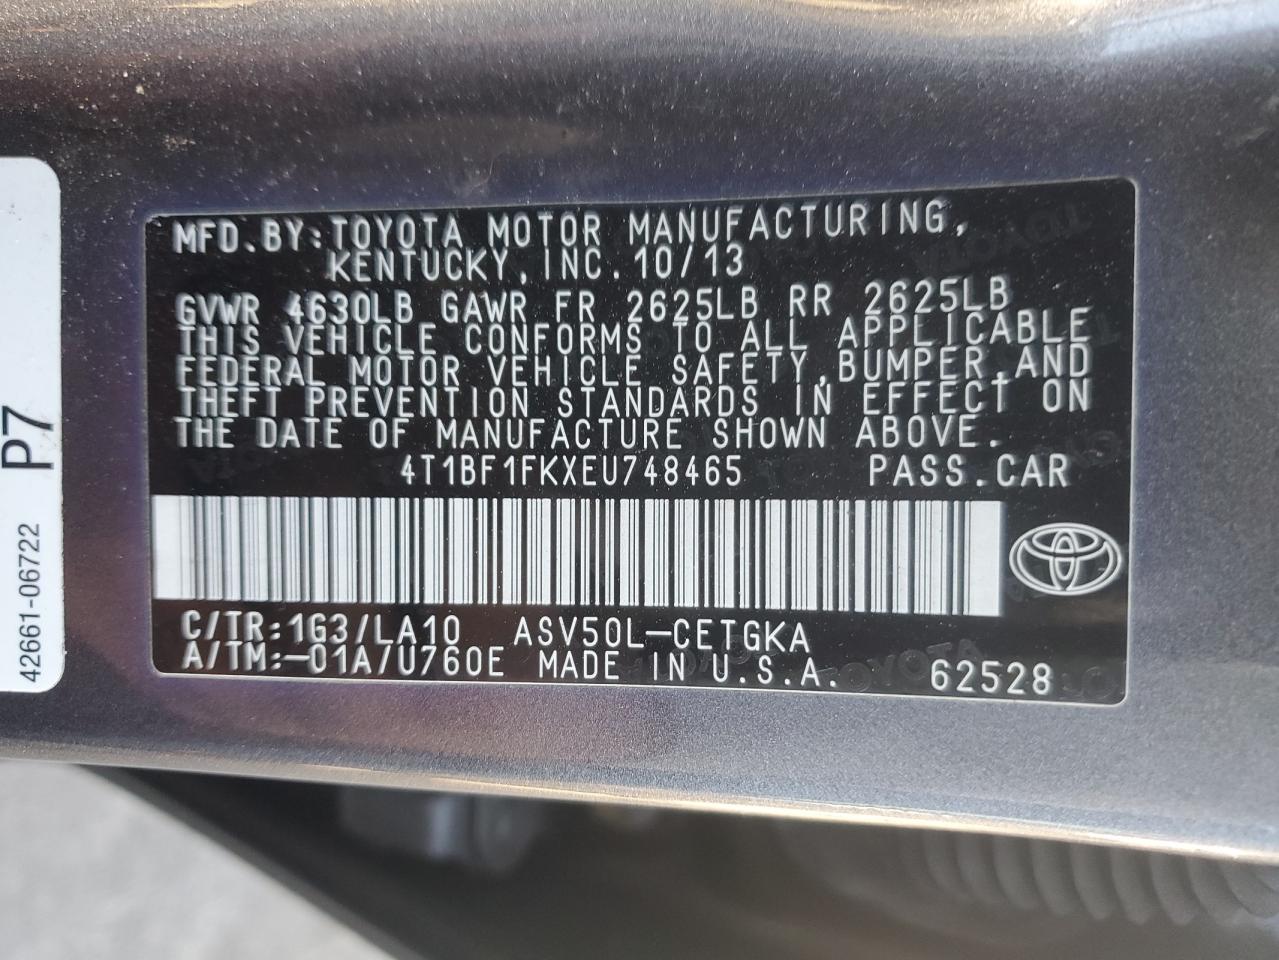 MFD.BY:TOYOTA MOTOR MANUFACTURING,
KENTUCKY,INC.10/13
GVWR 4630LB GAWR FR 2625LB RR 2625LB
THIS VEHICLE CONFORMS TO ALL APPLICABLE
FEDERAL MOTOR VEHICLE SAFETY,BUMPER,AND
THEFT PREVENTION STANDARDS IN EFFECT ON
THE DATE OF MANUFACTURE SHOWN ABOVE.
4T1BF1FKXEU748465 PASS.CAR
C/TR:1G3/LA10 ASV50L-CETGKA
A/TM:-01A/U760E MADE IN U.S.A. 62528
P7
42661-06722